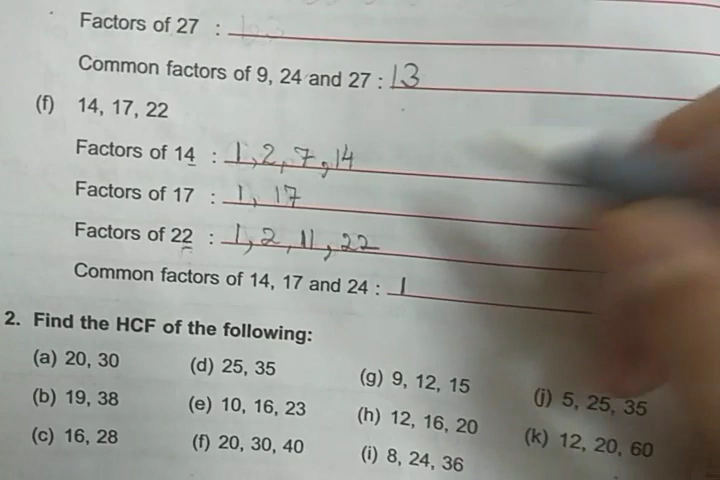 Factors of 27 :
Common factors of 9, 24 and 27 : 13
(f) 14, 17, 22
Factors of 14 : 1, 2, 7, 14
Factors of 17 : 1, 17
Factors of 22 : 1, 2, 11, 22
Common factors of 14, 17 and 24 : 1
2. Find the HCF of the following:
(a) 20, 30 (d) 25, 35 (g) 9, 12, 15 (j) 5, 25, 35
(b) 19, 38 (e) 10, 16, 23 (h) 12, 16, 20 (k) 12, 20, 60
(c) 16, 28 (f) 20, 30, 40 (i) 8, 24, 36